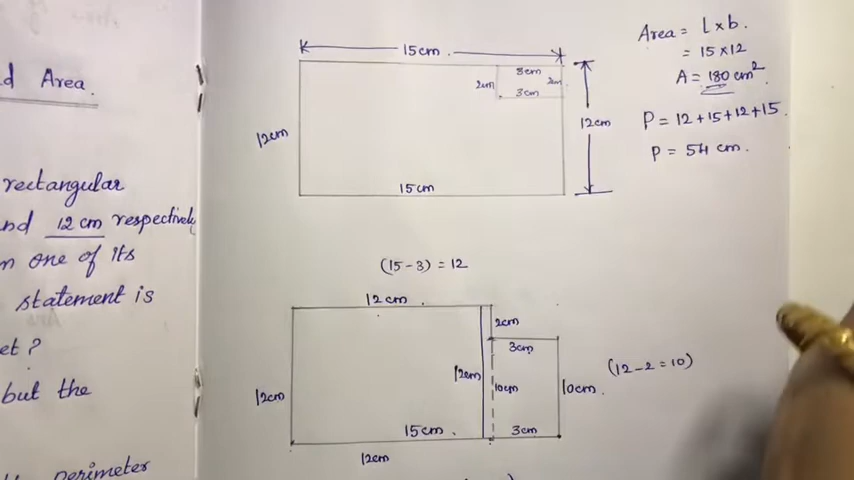 d Area.
rectangular
nd 12 cm respectively
n one of its
statement is
et ?
but the
perimeter
15cm
8cm
2cm 2cm
3cm
12cm
12cm
15cm
Area = l x b.
= 15 x 12
A = 180 cm²
P = 12 + 15 + 12 + 15
P = 54 cm.
(15 - 3) = 12
12cm
2cm
3cm
12cm
12cm
10cm
10cm.
(12 - 2 = 10)
15cm.
3cm
12cm